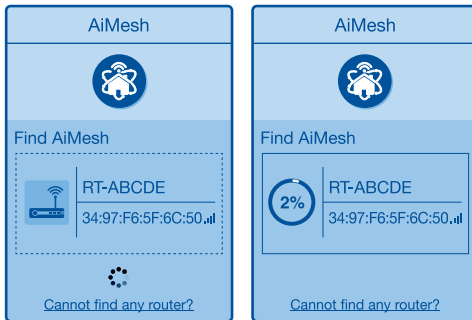 AiMesh
Find AiMesh
RT-ABCDE
34:97:F6:5F:6C:50
Cannot find any router?
AiMesh
Find AiMesh
2%
RT-ABCDE
34:97:F6:5F:6C:50
Cannot find any router?